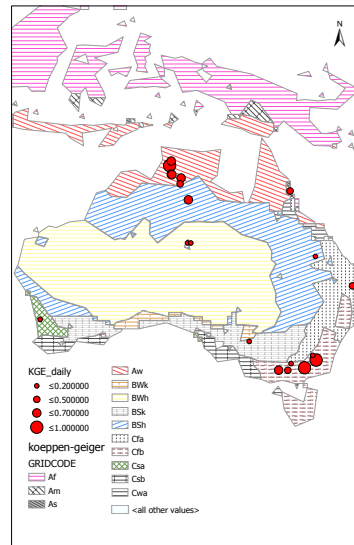 N
KGE_daily
≤0.200000
≤0.500000
≤0.700000
≤1.000000
koeppen-geiger
GRIDCODE
Af
Am
As
Aw
BWk
BWh
BSk
BSh
Cfa
Cfb
Csa
Csb
Cwa
<all other values>